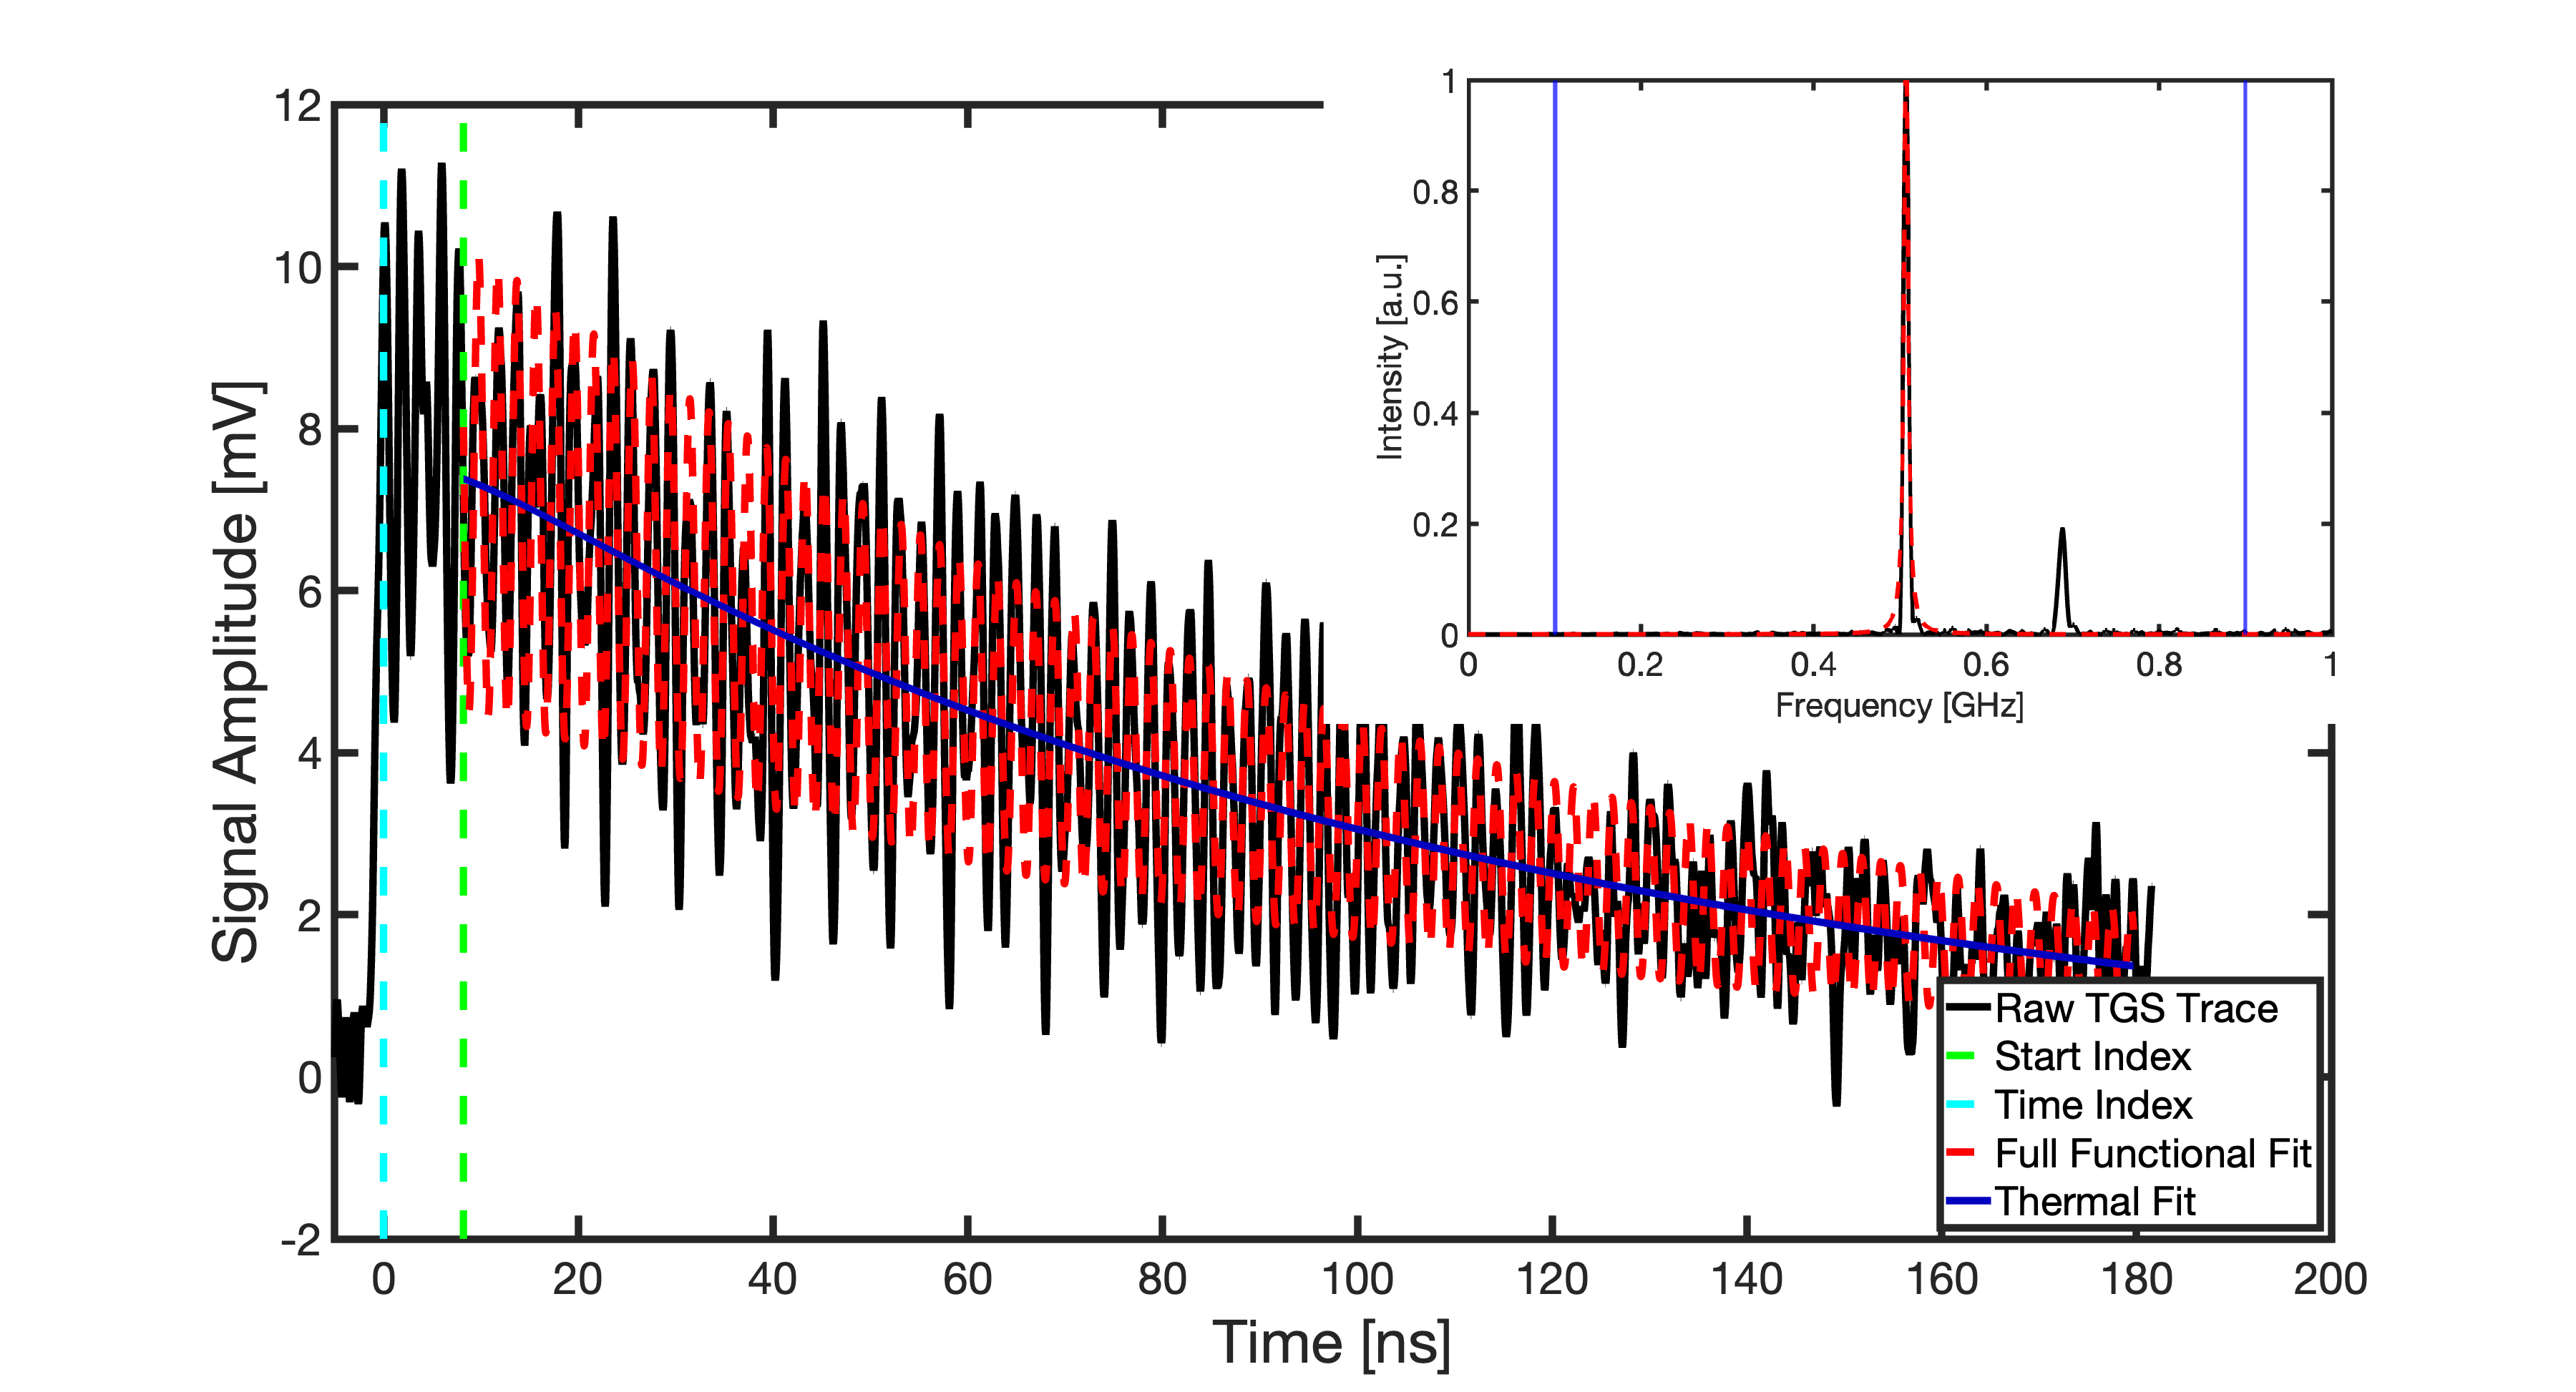 12
10
8
6
4
2
0
-2
Signal Amplitude [mV]
0 20 40 60 80 100 120 140 160 180 200
Time [ns]
1
0.8
0.6
0.4
0.2
0
Intensity [a.u.]
0 0.2 0.4 0.6 0.8 1
Frequency [GHz]
Raw TGS Trace
Start Index
Time Index
Full Functional Fit
Thermal Fit